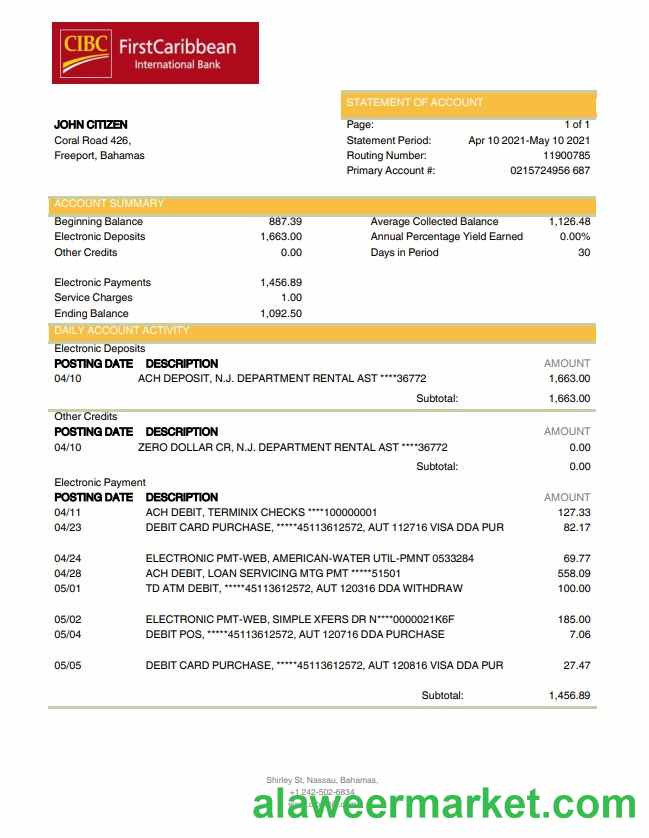 CIBC FirstCaribbean
International Bank
STATEMENT OF ACCOUNT
JOHN CITIZEN
Coral Road 426,
Freeport, Bahamas
Page: 1 of 1
Statement Period: Apr 10 2021-May 10 2021
Routing Number: 11900785
Primary Account #: 0215724956 687
ACCOUNT SUMMARY
Beginning Balance 887.39 Average Collected Balance 1,126.48
Electronic Deposits 1,663.00 Annual Percentage Yield Earned 0.00%
Other Credits 0.00 Days in Period 30
Electronic Payments 1,456.89
Service Charges 1.00
Ending Balance 1,092.50
DAILY ACCOUNT ACTIVITY
Electronic Deposits
POSTING DATE DESCRIPTION AMOUNT
04/10 ACH DEPOSIT, N.J. DEPARTMENT RENTAL AST ****36772 1,663.00
Subtotal: 1,663.00
Other Credits
POSTING DATE DESCRIPTION AMOUNT
04/10 ZERO DOLLAR CR, N.J. DEPARTMENT RENTAL AST ****36772 0.00
Subtotal: 0.00
Electronic Payment
POSTING DATE DESCRIPTION AMOUNT
04/11 ACH DEBIT, TERMINIX CHECKS ****100000001 127.33
04/23 DEBIT CARD PURCHASE, *****45113612572, AUT 112716 VISA DDA PUR 82.17
04/24 ELECTRONIC PMT-WEB, AMERICAN-WATER UTIL-PMNT 0533284 69.77
04/28 ACH DEBIT, LOAN SERVICING MTG PMT *****51501 558.09
05/01 TD ATM DEBIT, *****45113612572, AUT 120316 DDA WITHDRAW 100.00
05/02 ELECTRONIC PMT-WEB, SIMPLE XFERS DR N****0000021K6F 185.00
05/04 DEBIT POS, *****45113612572, AUT 120716 DDA PURCHASE 7.06
05/05 DEBIT CARD PURCHASE, *****45113612572, AUT 120816 VISA DDA PUR 27.47
Subtotal: 1,456.89
Shirley St, Nassau, Bahamas,
+1 242-502-6834
alaweermarket.com